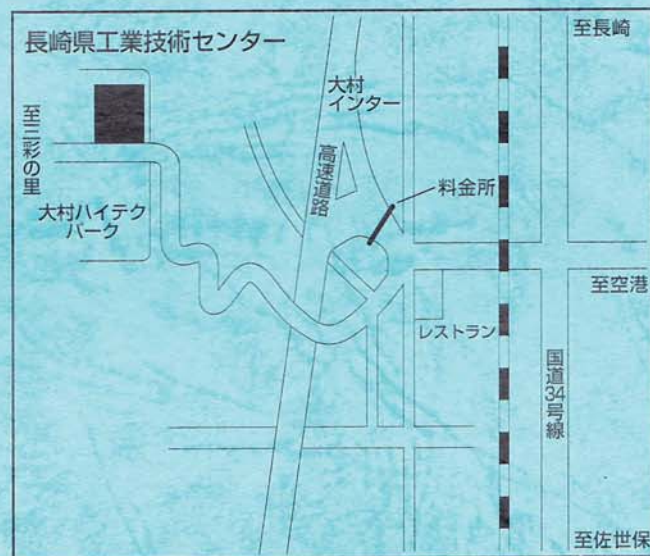 長崎県工業技術センター
至長崎
大村
インター
至三彩の里
高速道路
料金所
大村ハイテク
パーク
至空港
レストラン
国道34号線
至佐世保